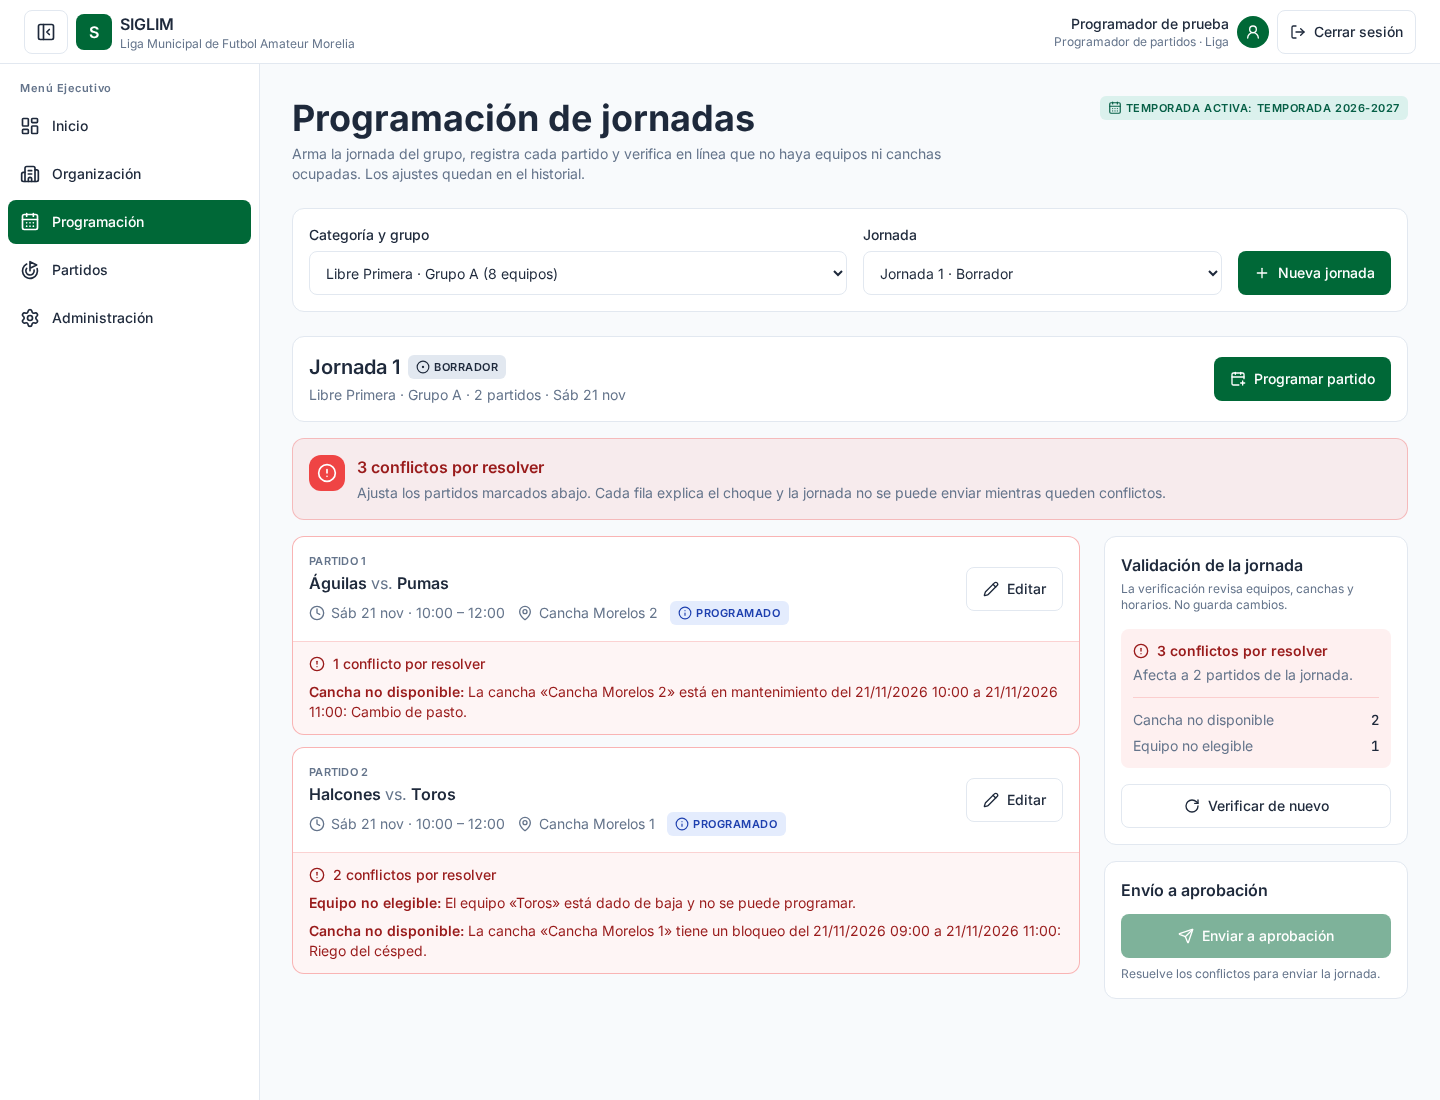 S
SIGLIM
Liga Municipal de Futbol Amateur Morelia
Programador de prueba
Programador de partidos · Liga
Cerrar sesión
Menú Ejecutivo
Inicio
Organización
Programación
Partidos
Administración
Programación de jornadas
TEMPORADA ACTIVA: TEMPORADA 2026-2027
Arma la jornada del grupo, registra cada partido y verifica en línea que no haya equipos ni canchas
ocupadas. Los ajustes quedan en el historial.
Categoría y grupo
Libre Primera · Grupo A (8 equipos)
Jornada
Jornada 1 · Borrador
Nueva jornada
Jornada 1
BORRADOR
Libre Primera · Grupo A · 2 partidos · Sáb 21 nov
Programar partido
3 conflictos por resolver
Ajusta los partidos marcados abajo. Cada fila explica el choque y la jornada no se puede enviar mientras queden conflictos.
PARTIDO 1
Águilas vs. Pumas
Sáb 21 nov · 10:00 – 12:00
Cancha Morelos 2
PROGRAMADO
Editar
1 conflicto por resolver
Cancha no disponible: La cancha «Cancha Morelos 2» está en mantenimiento del 21/11/2026 10:00 a 21/11/2026
11:00: Cambio de pasto.
PARTIDO 2
Halcones vs. Toros
Sáb 21 nov · 10:00 – 12:00
Cancha Morelos 1
PROGRAMADO
Editar
2 conflictos por resolver
Equipo no elegible: El equipo «Toros» está dado de baja y no se puede programar.
Cancha no disponible: La cancha «Cancha Morelos 1» tiene un bloqueo del 21/11/2026 09:00 a 21/11/2026 11:00:
Riego del césped.
Validación de la jornada
La verificación revisa equipos, canchas y
horarios. No guarda cambios.
3 conflictos por resolver
Afecta a 2 partidos de la jornada.
Cancha no disponible 2
Equipo no elegible 1
Verificar de nuevo
Envío a aprobación
Enviar a aprobación
Resuelve los conflictos para enviar la jornada.